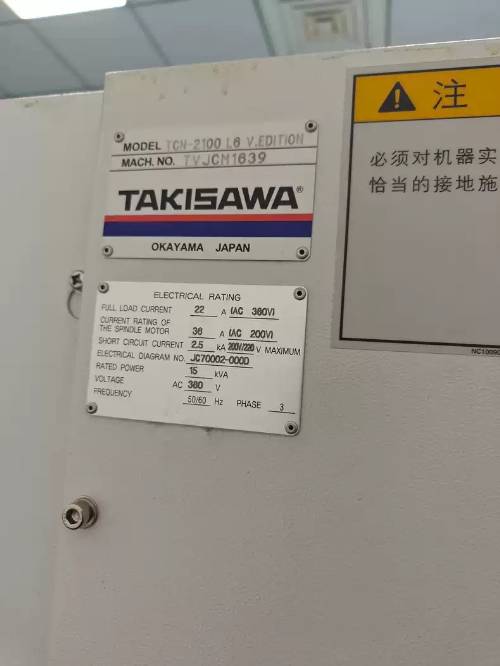 MODEL TCN-2100 L6 V.EDITION
MACH. NO. TVJCM1639
TAKISAWA®
OKAYAMA JAPAN
ELECTRICAL RATING
FULL LOAD CURRENT 22 A (AC 380V)
CURRENT RATING OF
THE SPINDLE MOTOR 36 A (AC 200V)
SHORT CIRCUIT CURRENT 2.5 kA 200V/220 V MAXIMUM
ELECTRICAL DIAGRAM NO. JC70002-000D
RATED POWER 15 kVA
VOLTAGE AC 380 V
FREQUENCY 50/60 Hz PHASE 3
注
必须对机器实
恰当的接地施